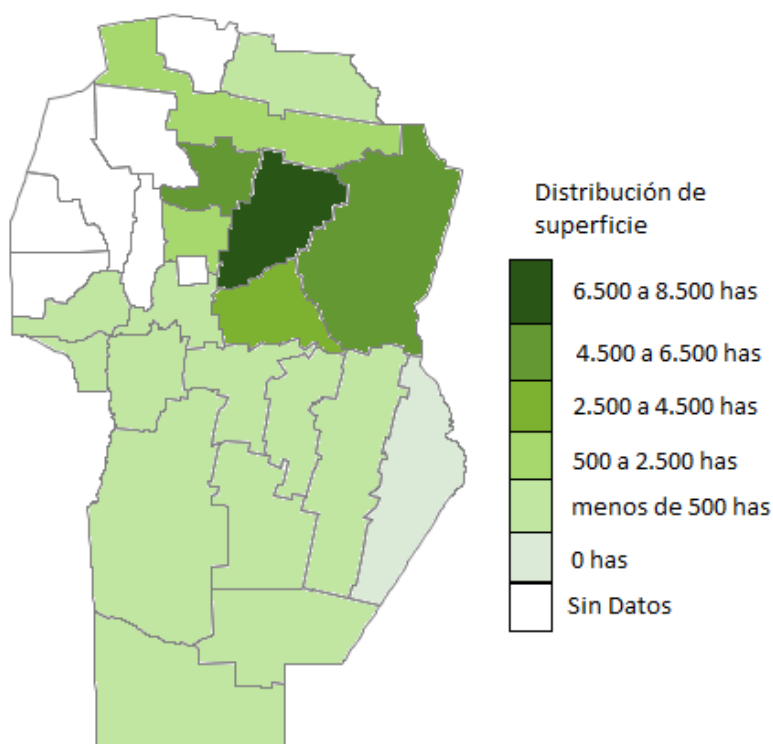 Distribución de
superficie
6.500 a 8.500 has
4.500 a 6.500 has
2.500 a 4.500 has
500 a 2.500 has
menos de 500 has
0 has
Sin Datos